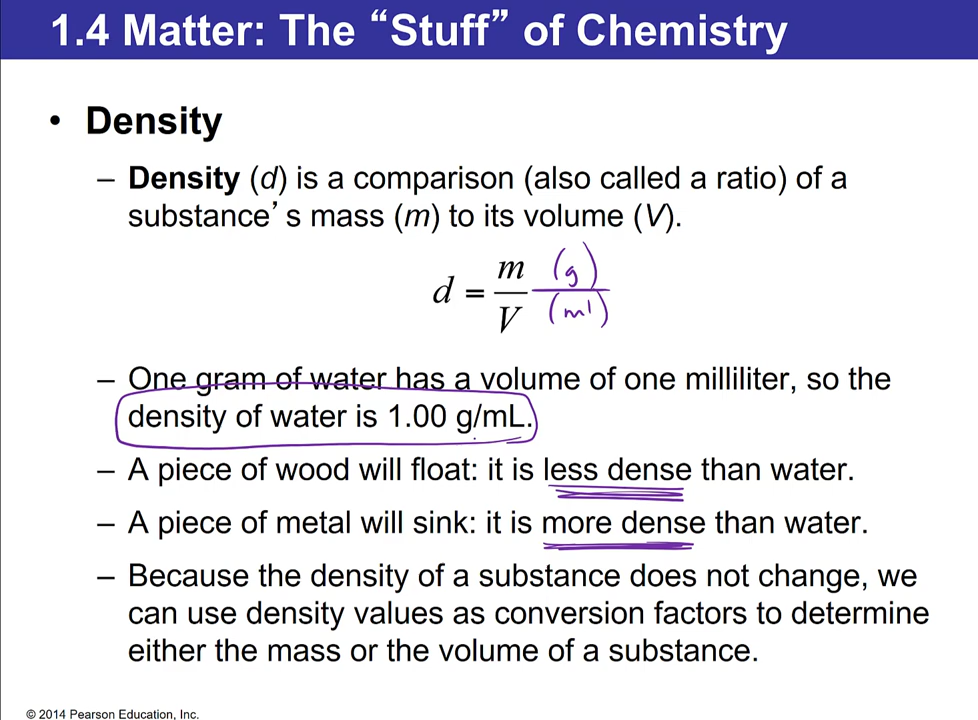 1.4 Matter: The “Stuff” of Chemistry
• Density
– Density (d) is a comparison (also called a ratio) of a
substance’s mass (m) to its volume (V).
d = m/V (g)/(ml)
– One gram of water has a volume of one milliliter, so the
density of water is 1.00 g/mL.
– A piece of wood will float: it is less dense than water.
– A piece of metal will sink: it is more dense than water.
– Because the density of a substance does not change, we
can use density values as conversion factors to determine
either the mass or the volume of a substance.
© 2014 Pearson Education, Inc.